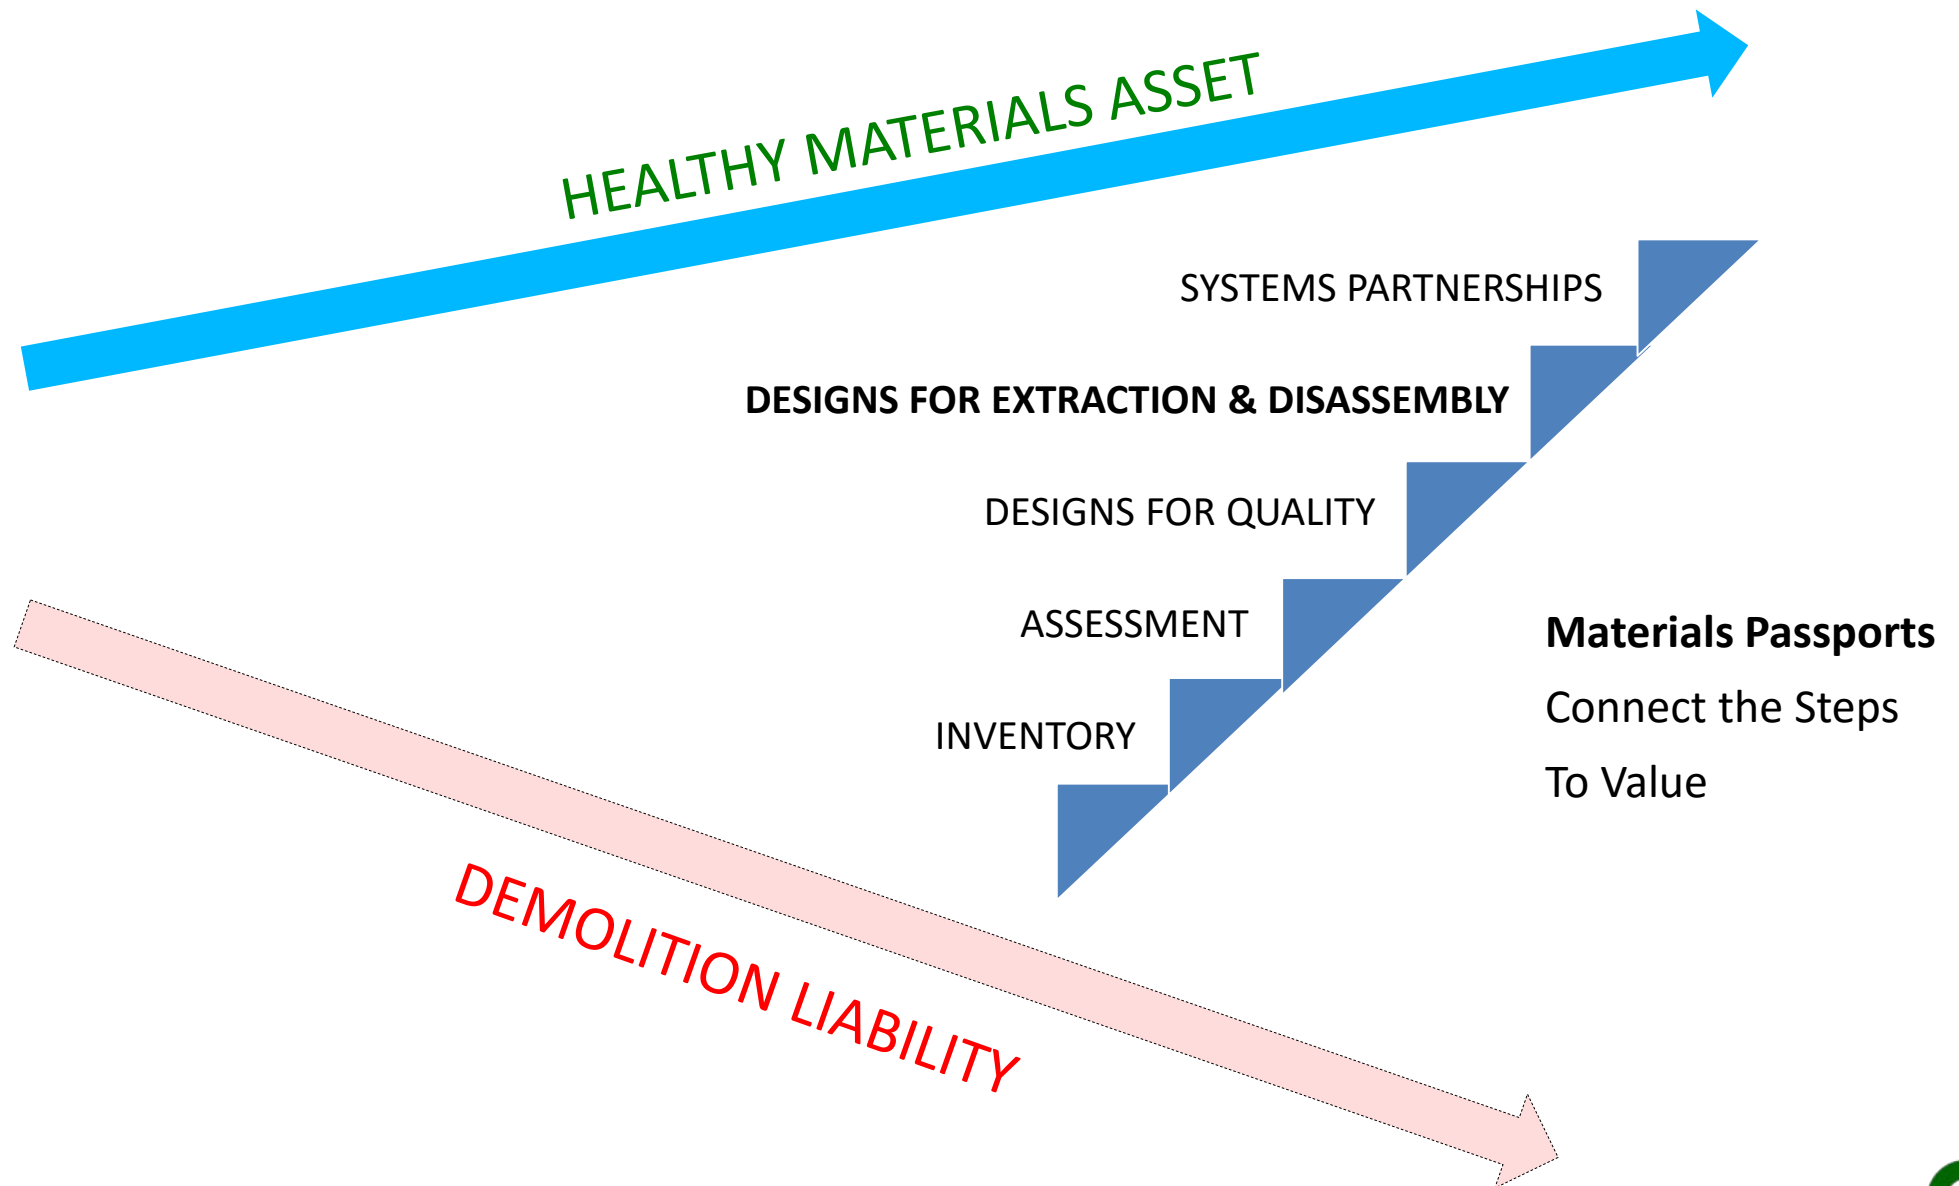 HEALTHY MATERIALS ASSET
SYSTEMS PARTNERSHIPS
DESIGNS FOR EXTRACTION & DISASSEMBLY
DESIGNS FOR QUALITY
ASSESSMENT
INVENTORY
Materials Passports
Connect the Steps
To Value
DEMOLITION LIABILITY